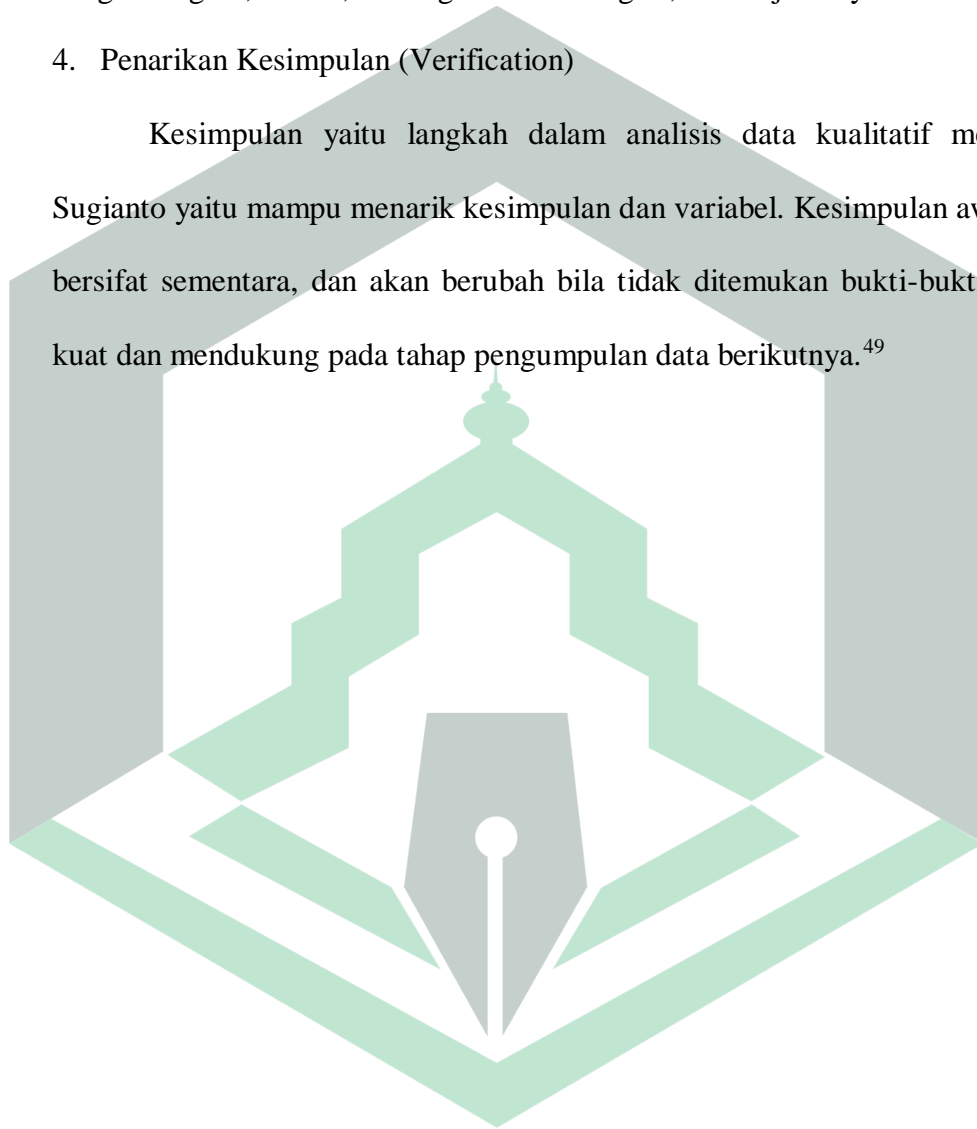 4. Penarikan Kesimpulan (Verification)
Kesimpulan yaitu langkah dalam analisis data kualitatif
Sugianto yaitu mampu menarik kesimpulan dan variabel. Kesimpulan
bersifat sementara, dan akan berubah bila tidak ditemukan
kuat dan mendukung pada tahap pengumpulan data berikutnya.49